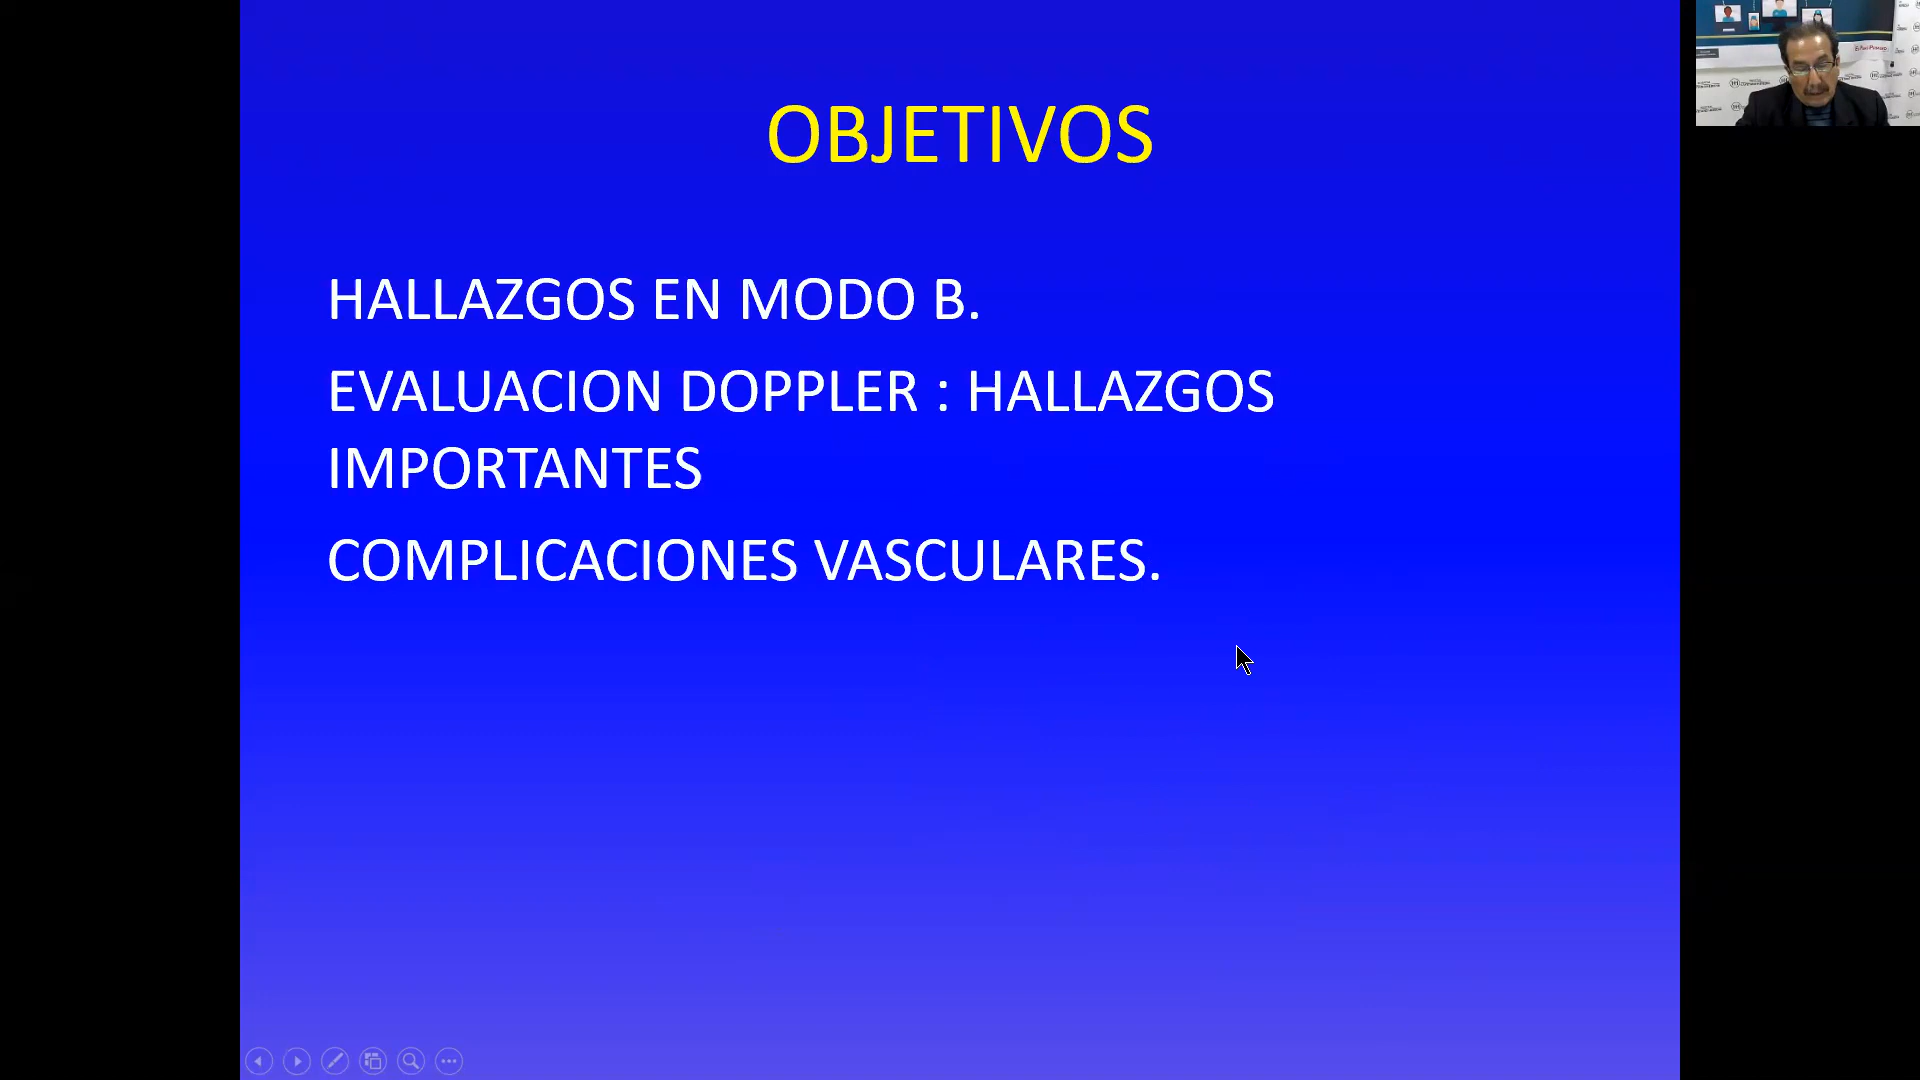 OBJETIVOS
HALLAZGOS EN MODO B.
EVALUACION DOPPLER : HALLAZGOS
IMPORTANTES
COMPLICACIONES VASCULARES.